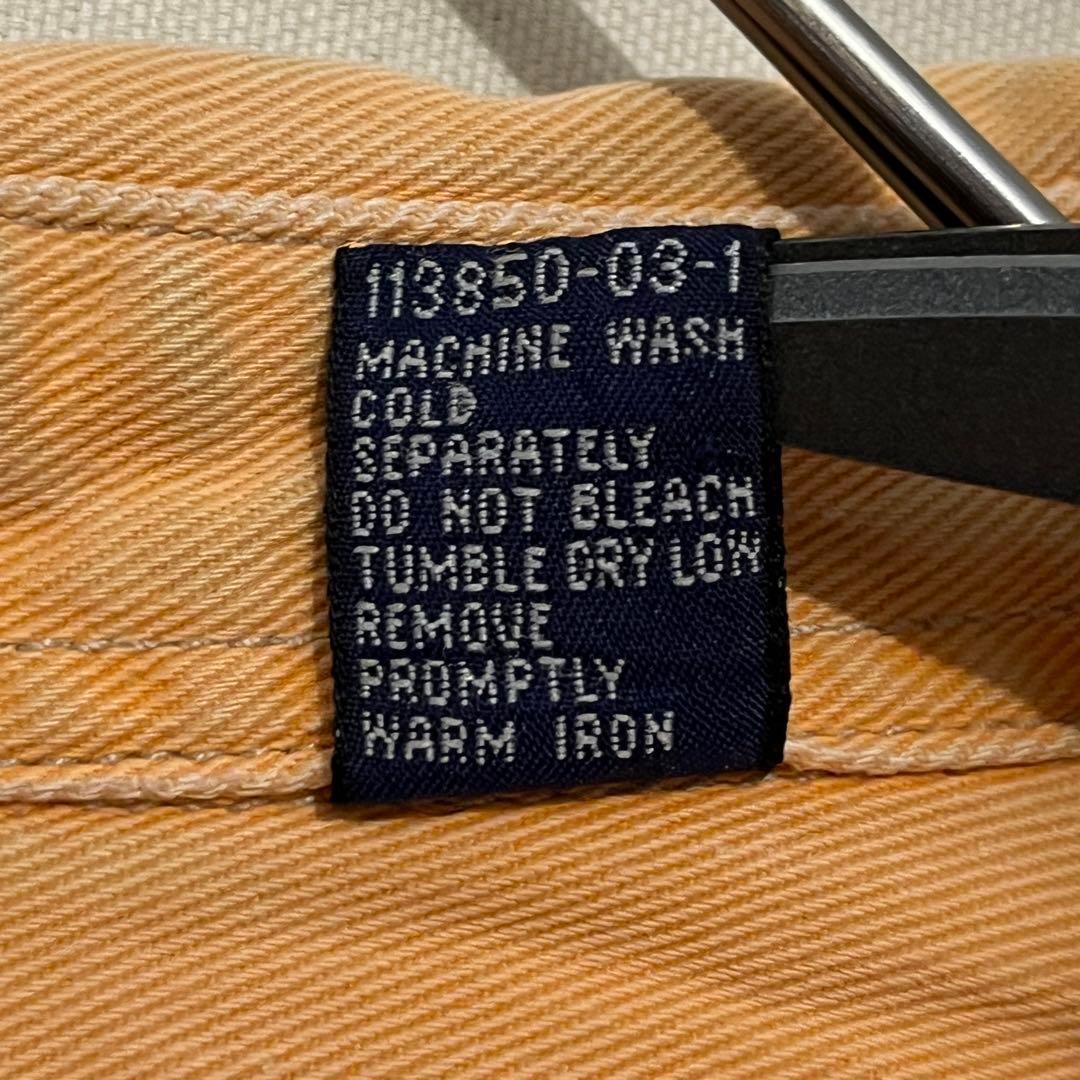 113850-03-1
MACHINE WASH
COLD
SEPARATELY
DO NOT BLEACH
TUMBLE DRY LOW
REMOVE
PROMPTLY
WARM IRON